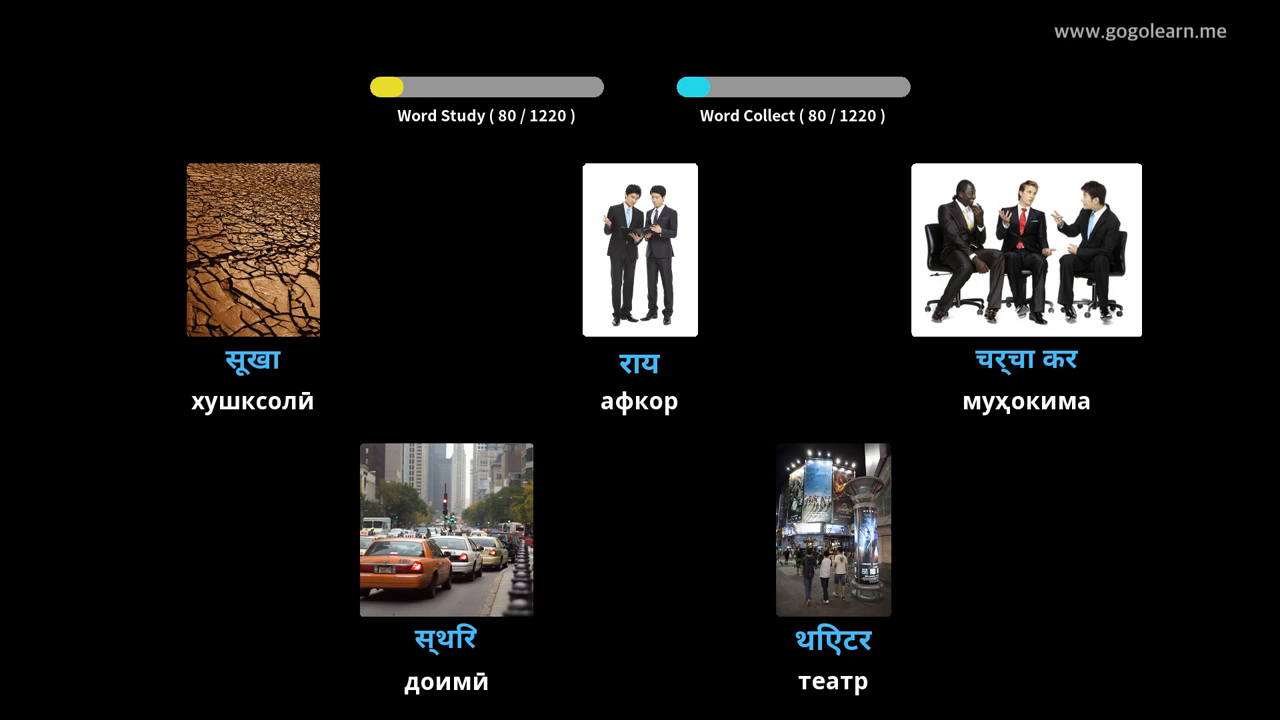 www.gogolearn.me
Word Study ( 80 / 1220 )
Word Collect ( 80 / 1220 )
सूखा
хушксолӣ
राय
афкор
चर्चा कर
муҳокима
स्थिर
доимӣ
थिएटर
театр